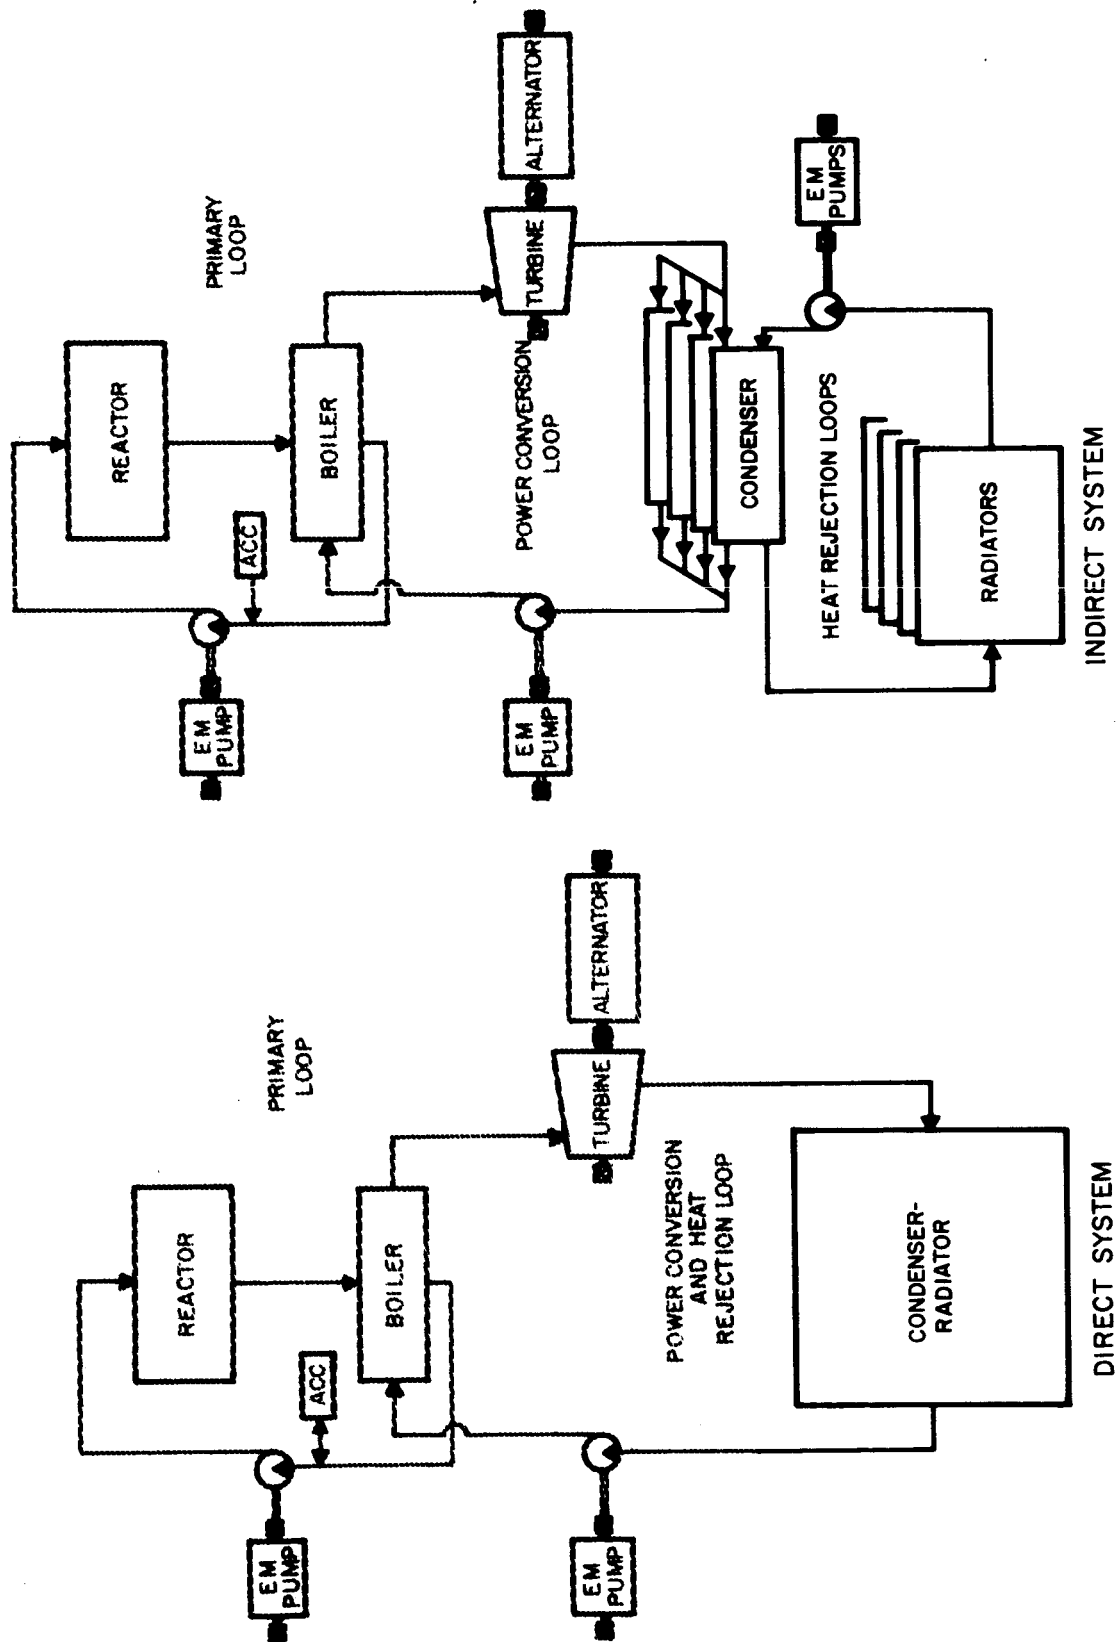 PRIMARY
LOOP
REACTOR
ACC
BOILER
EM
PUMP
TURBINE
ALTERNATOR
POWER CONVERSION
AND HEAT
REJECTION LOOP
EM
PUMP
CONDENSER-
RADIATOR
DIRECT SYSTEM
PRIMARY
LOOP
REACTOR
ACC
BOILER
EM
PUMP
TURBINE
ALTERNATOR
POWER CONVERSION
LOOP
EM
PUMP
CONDENSER
EM
PUMPS
HEAT REJECTION LOOPS
RADIATORS
INDIRECT SYSTEM